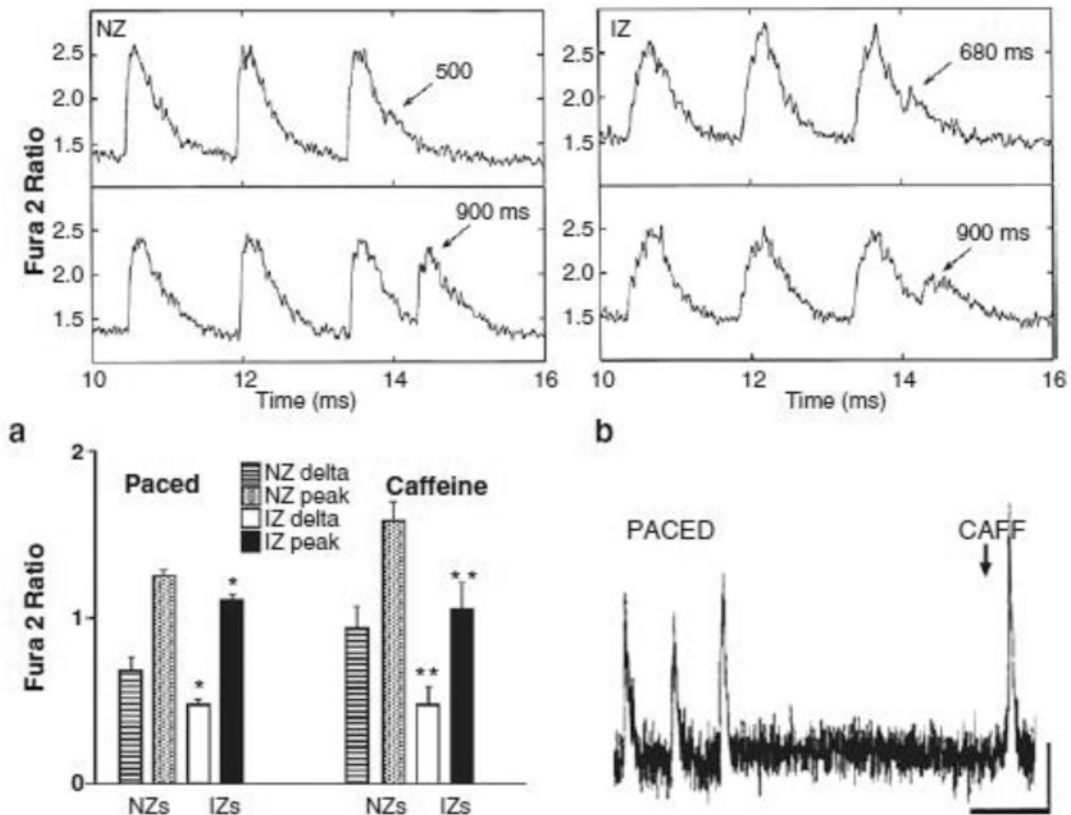 NZ
2.5
2.0
1.5
500
IZ
2.5
2.0
1.5
680 ms
Fura 2 Ratio
2.5
2.0
1.5
900 ms
10
12
14
16
Time (ms)
2.5
2.0
1.5
900 ms
10
12
14
16
Time (ms)
a
2
1
0
Fura 2 Ratio
Paced
NZ delta
NZ peak
IZ delta
IZ peak
Caffeine
*
*
**
**
NZs
IZs
NZs
IZs
b
PACED
CAFF